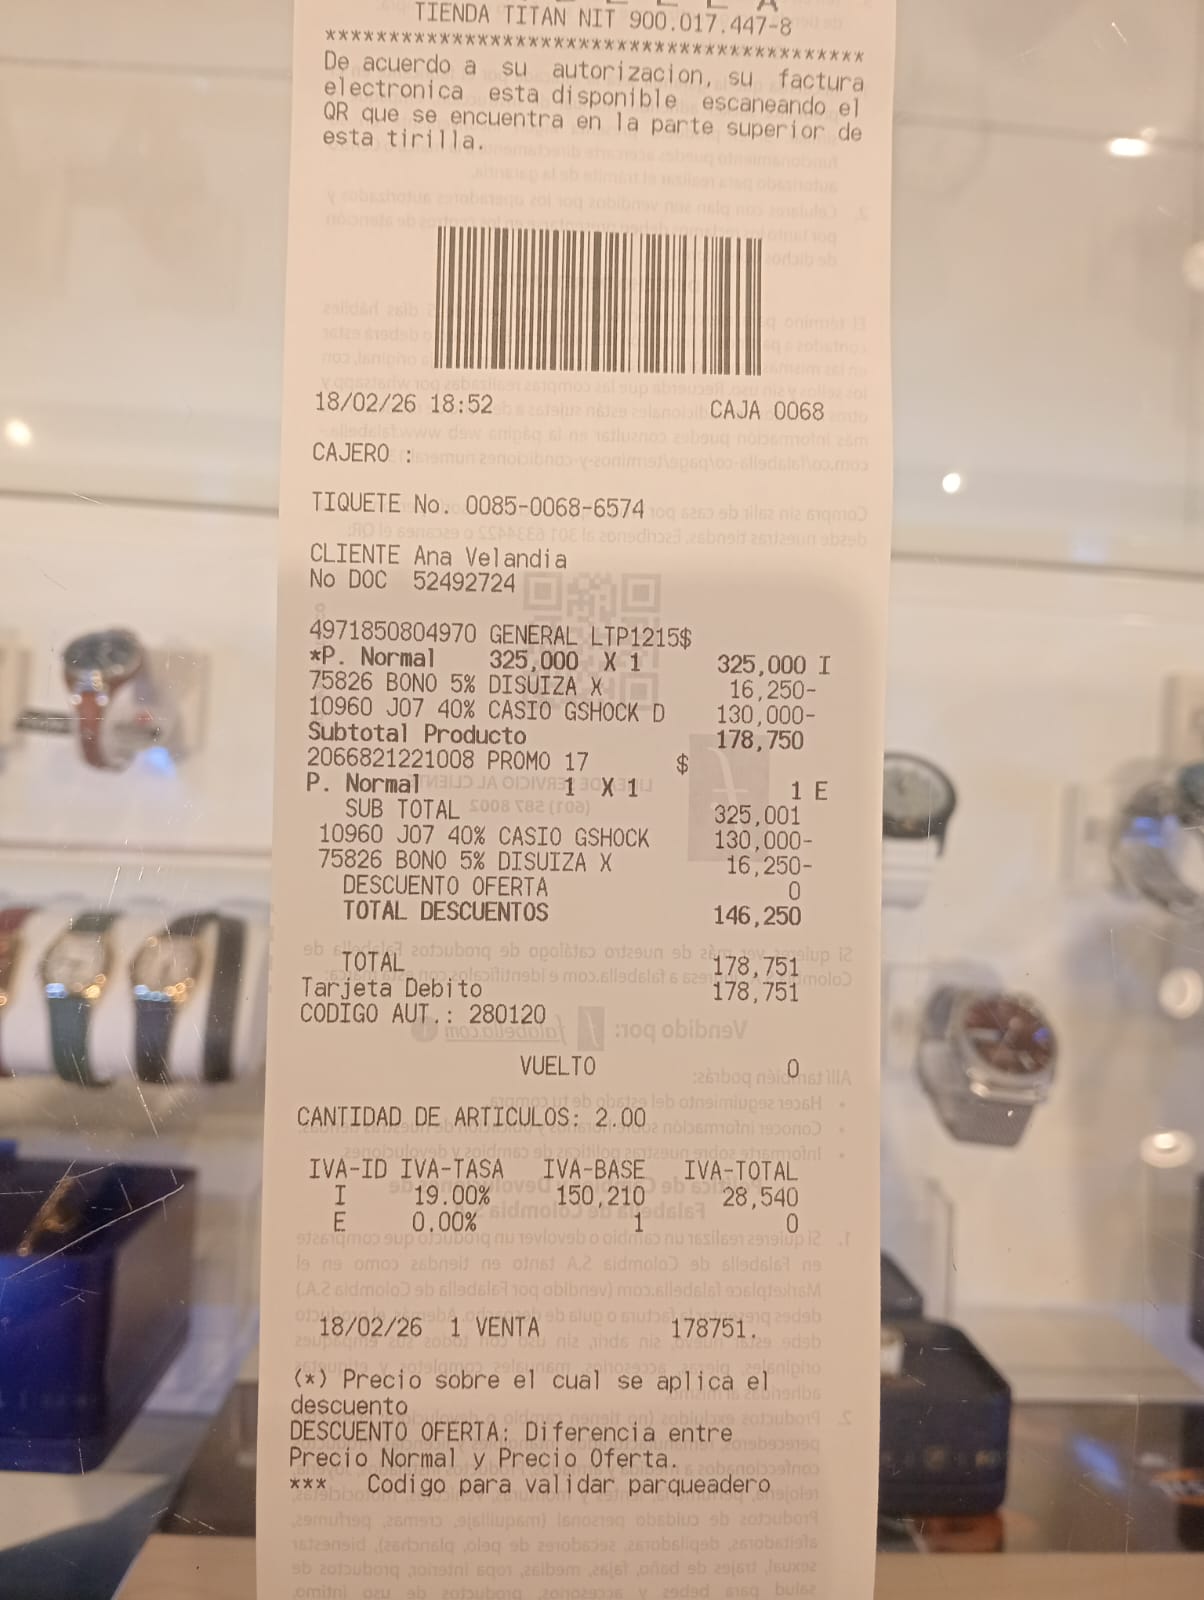 TIENDA TITAN NIT 900.017.447-8
******************************************
De acuerdo a su autorizacion, su factura
electronica esta disponible escaneando el
QR que se encuentra en la parte superior de
esta tirilla.
18/02/26 18:52 CAJA 0068
CAJERO :
TIQUETE No. 0085-0068-6574
CLIENTE Ana Velandia
No DOC 52492724
4971850804970 GENERAL LTP1215$
*P. Normal 325,000 X 1 325,000 I
75826 BONO 5% DISUIZA X 16,250-
10960 J07 40% CASIO GSHOCK D 130,000-
Subtotal Producto 178,750
2066821221008 PROMO 17 $
P. Normal 1 X 1 1 E
SUB TOTAL 325,001
10960 J07 40% CASIO GSHOCK 130,000-
75826 BONO 5% DISUIZA X 16,250-
DESCUENTO OFERTA 0
TOTAL DESCUENTOS 146,250
TOTAL 178,751
Tarjeta Debito 178,751
CODIGO AUT.: 280120
VUELTO 0
CANTIDAD DE ARTICULOS: 2.00
IVA-ID IVA-TASA IVA-BASE IVA-TOTAL
I 19.00% 150,210 28,540
E 0.00% 1 0
18/02/26 1 VENTA 178751.
(*) Precio sobre el cual se aplica el
descuento
DESCUENTO OFERTA: Diferencia entre
Precio Normal y Precio Oferta.
*** Codigo para validar parqueadero